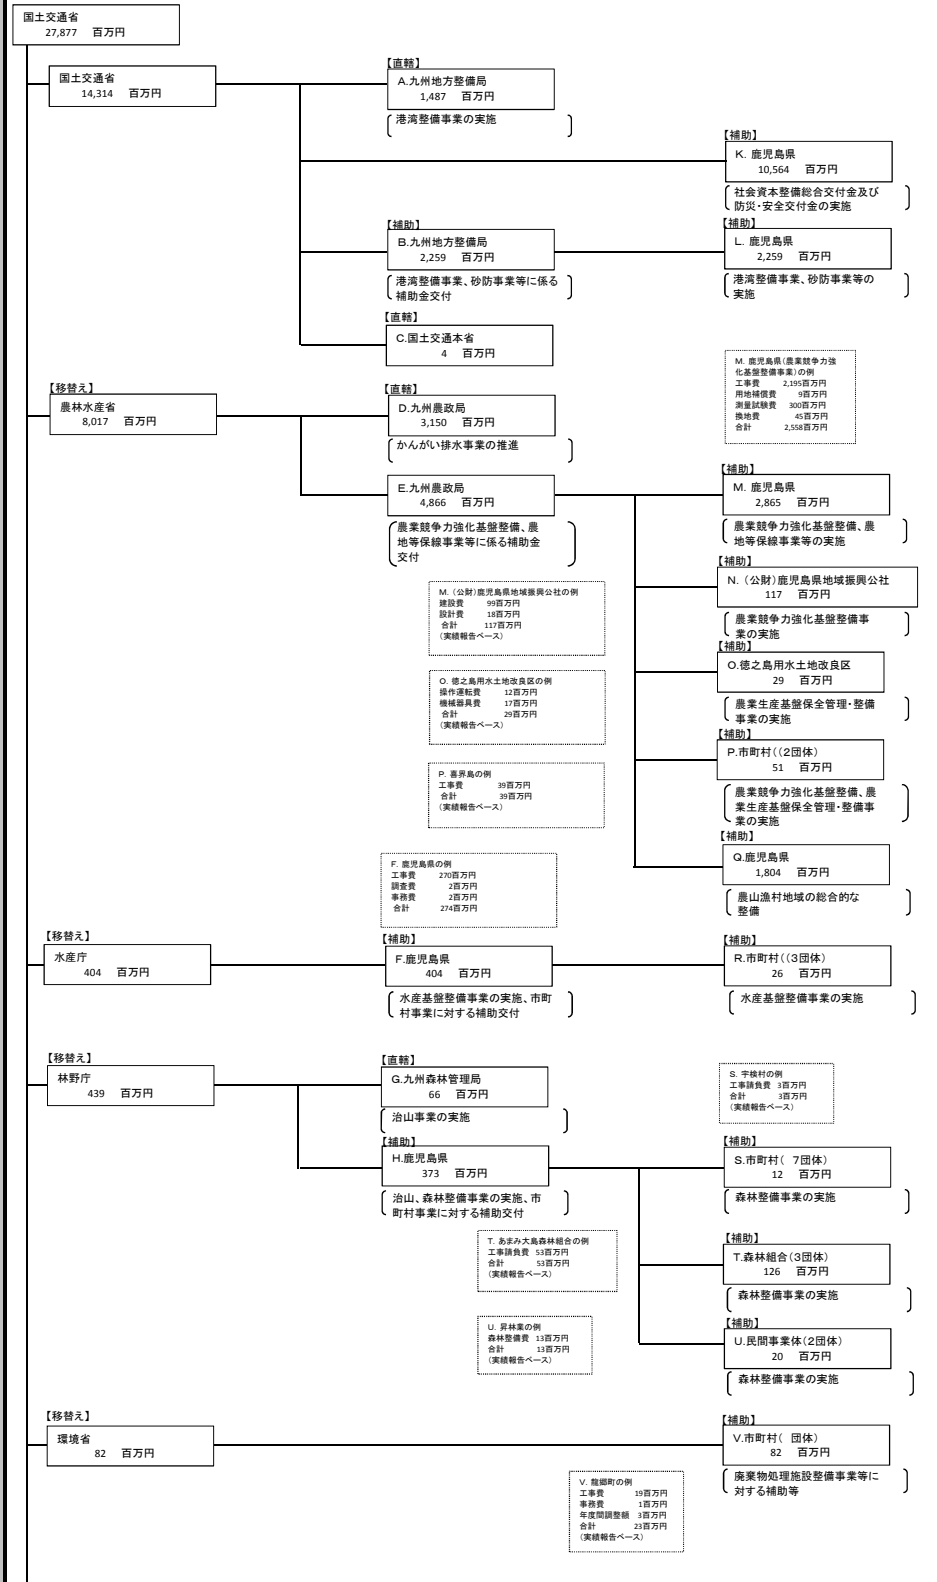 国土交通省
27,877 百万円
国土交通省
14,314 百万円
【直轄】
A.九州地方整備局
1,487 百万円
港湾整備事業の実施
【補助】
K. 鹿児島県
10,564 百万円
社会資本整備総合交付金及び
防災・安全交付金の実施
【補助】
B.九州地方整備局
2,259 百万円
港湾整備事業、砂防事業等に係る
補助金交付
【補助】
L. 鹿児島県
2,259 百万円
港湾整備事業、砂防事業等の
実施
【直轄】
C.国土交通本省
4 百万円
M. 鹿児島県(農業競争力強
化基盤整備事業)の例
工事費 2,195百万円
用地補償費 9百万円
測量試験費 300百万円
換地費 45百万円
合計 2,558百万円
【移替え】
農林水産省
8,017 百万円
【直轄】
D.九州農政局
3,150 百万円
かんがい排水事業の推進
E.九州農政局
4,866 百万円
農業競争力強化基盤整備、農
地等保線事業等に係る補助金
交付
【補助】
M. 鹿児島県
2,865 百万円
農業競争力強化基盤整備、農
地等保線事業等の実施
【補助】
N. (公財)鹿児島県地域振興公社
117 百万円
農業競争力強化基盤整備事
業の実施
M. (公財)鹿児島県地域振興公社の例
建設費 99百万円
設計費 18百万円
合計 117百万円
(実績報告ベース)
【補助】
O.徳之島用水土地改良区
29 百万円
農業生産基盤保全管理・整備
事業の実施
O. 徳之島用水土地改良区の例
操作運転費 12百万円
機械器具費 17百万円
合計 29百万円
(実績報告ベース)
【補助】
P.市町村((2団体)
51 百万円
農業競争力強化基盤整備、農
業生産基盤保全管理・整備事
業の実施
P. 喜界島の例
工事費 39百万円
合計 39百万円
(実績報告ベース)
【補助】
Q.鹿児島県
1,804 百万円
農山漁村地域の総合的な
整備
F. 鹿児島県の例
工事費 270百万円
調査費 2百万円
事務費 2百万円
合計 274百万円
【移替え】
水産庁
404 百万円
【補助】
F.鹿児島県
404 百万円
水産基盤整備事業の実施、市町
村事業に対する補助交付
【補助】
R.市町村((3団体)
26 百万円
水産基盤整備事業の実施
【移替え】
林野庁
439 百万円
【直轄】
G.九州森林管理局
66 百万円
治山事業の実施
S. 宇検村の例
工事請負費 3百万円
合計 3百万円
(実績報告ベース)
【補助】
H.鹿児島県
373 百万円
治山、森林整備事業の実施、市
町村事業に対する補助交付
【補助】
S.市町村( 7団体)
12 百万円
森林整備事業の実施
T. あまみ大島森林組合の例
工事請負費 53百万円
合計 53百万円
(実績報告ベース)
【補助】
T.森林組合(3団体)
126 百万円
森林整備事業の実施
U. 昇林業の例
森林整備費 13百万円
合計 13百万円
(実績報告ベース)
【補助】
U.民間事業体(2団体)
20 百万円
森林整備事業の実施
【移替え】
環境省
82 百万円
【補助】
V.市町村( 団体)
82 百万円
廃棄物処理施設整備事業等に
対する補助等
V. 龍郷町の例
工事費 19百万円
事務費 1百万円
年度間調整額 3百万円
合計 23百万円
(実績報告ベース)